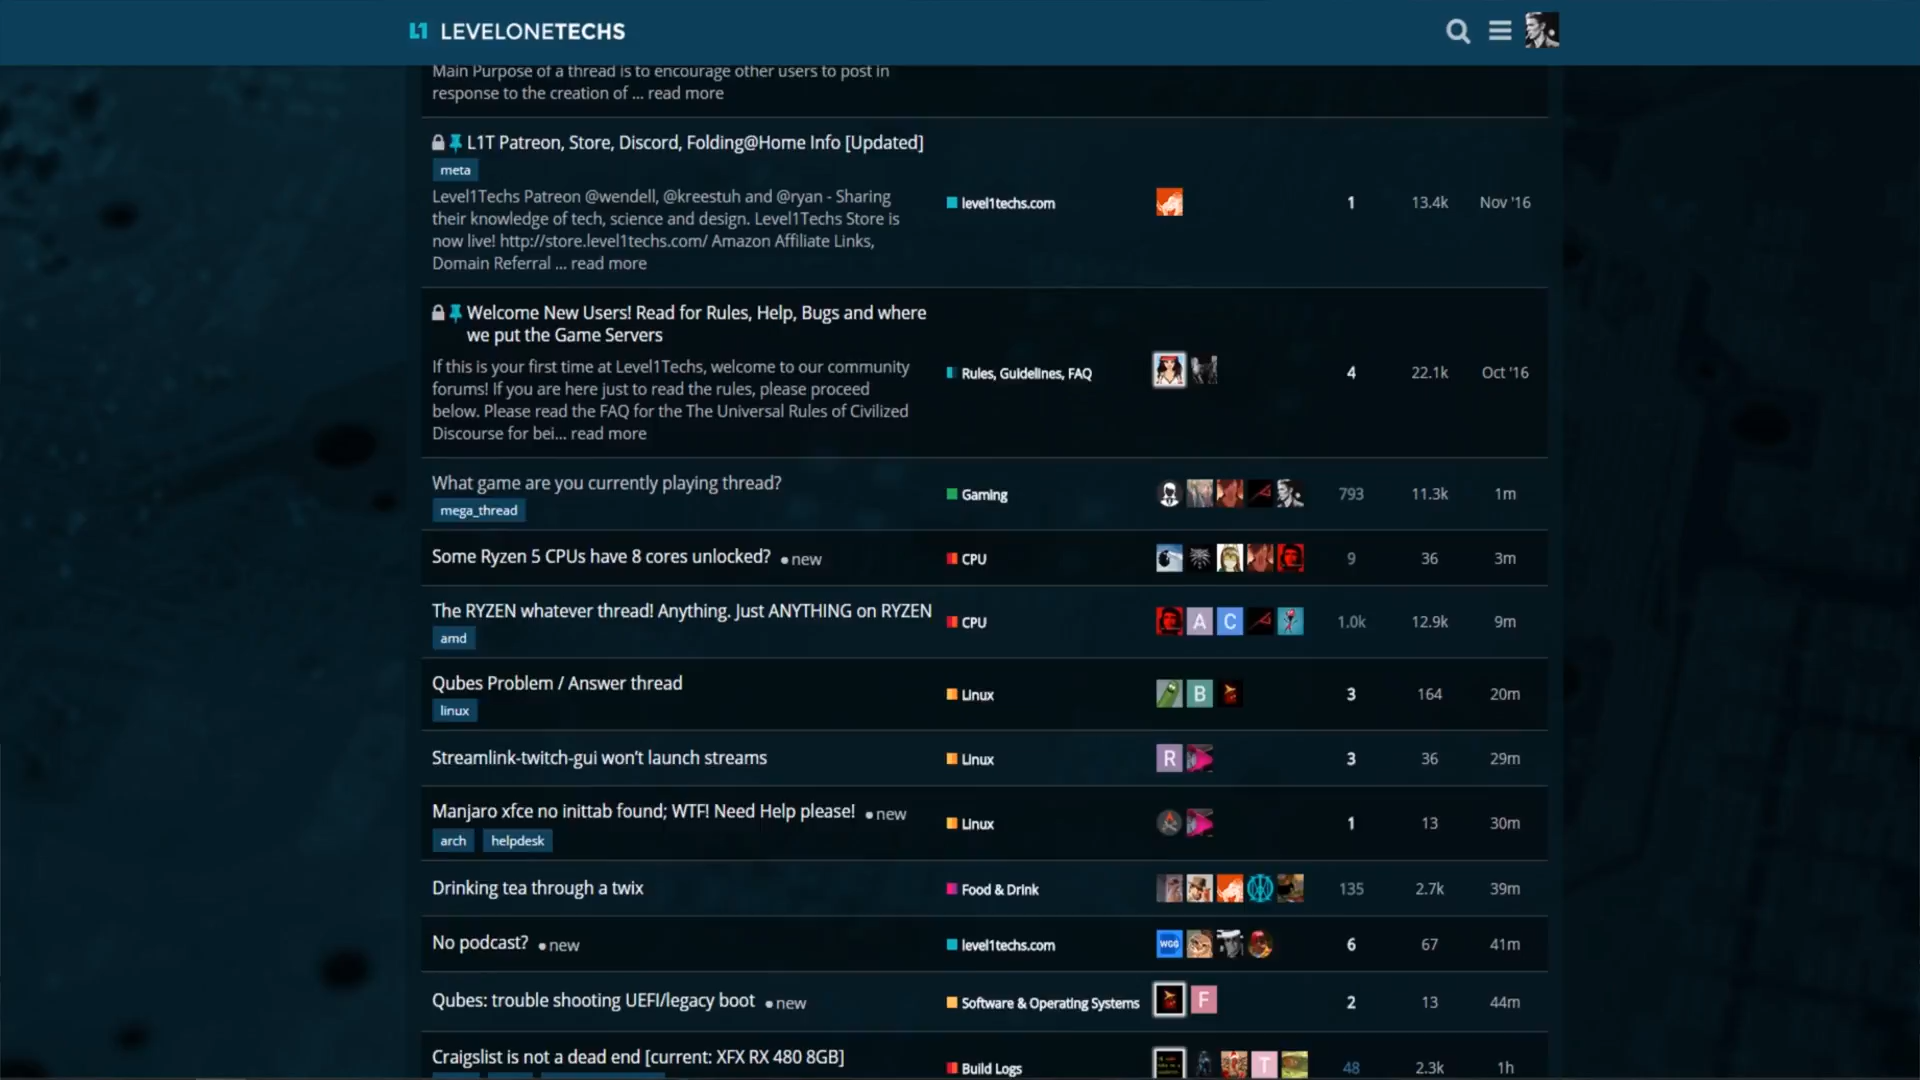 L1 LEVELONETECHS
Main Purpose of a thread is to encourage other users to post in
response to the creation of ... read more
L1T Patreon, Store, Discord, Folding@Home Info [Updated]
meta
Level1Techs Patreon @wendell, @kreestuh and @ryan - Sharing
their knowledge of tech, science and design. Level1Techs Store is
now live! http://store.level1techs.com/ Amazon Affiliate Links,
Domain Referral ... read more
level1techs.com 1 13.4k Nov '16
Welcome New Users! Read for Rules, Help, Bugs and where
we put the Game Servers
If this is your first time at Level1Techs, welcome to our community
forums! If you are here just to read the rules, please proceed
below. Please read the FAQ for the The Universal Rules of Civilized
Discourse for bei... read more
Rules, Guidelines, FAQ 4 22.1k Oct '16
What game are you currently playing thread?
mega_thread
Gaming 793 11.3k 1m
Some Ryzen 5 CPUs have 8 cores unlocked? • new CPU 9 36 3m
The RYZEN whatever thread! Anything. Just ANYTHING on RYZEN
amd
CPU A C 1.0k 12.9k 9m
Qubes Problem / Answer thread
linux
Linux B 3 164 20m
Streamlink-twitch-gui won't launch streams Linux R 3 36 29m
Manjaro xfce no inittab found; WTF! Need Help please! • new
arch helpdesk
Linux 1 13 30m
Drinking tea through a twix Food & Drink 135 2.7k 39m
No podcast? • new level1techs.com WGG 6 67 41m
Qubes: trouble shooting UEFI/legacy boot • new Software & Operating Systems F 2 13 44m
Craigslist is not a dead end [current: XFX RX 480 8GB] Build Logs T 48 2.3k 1h